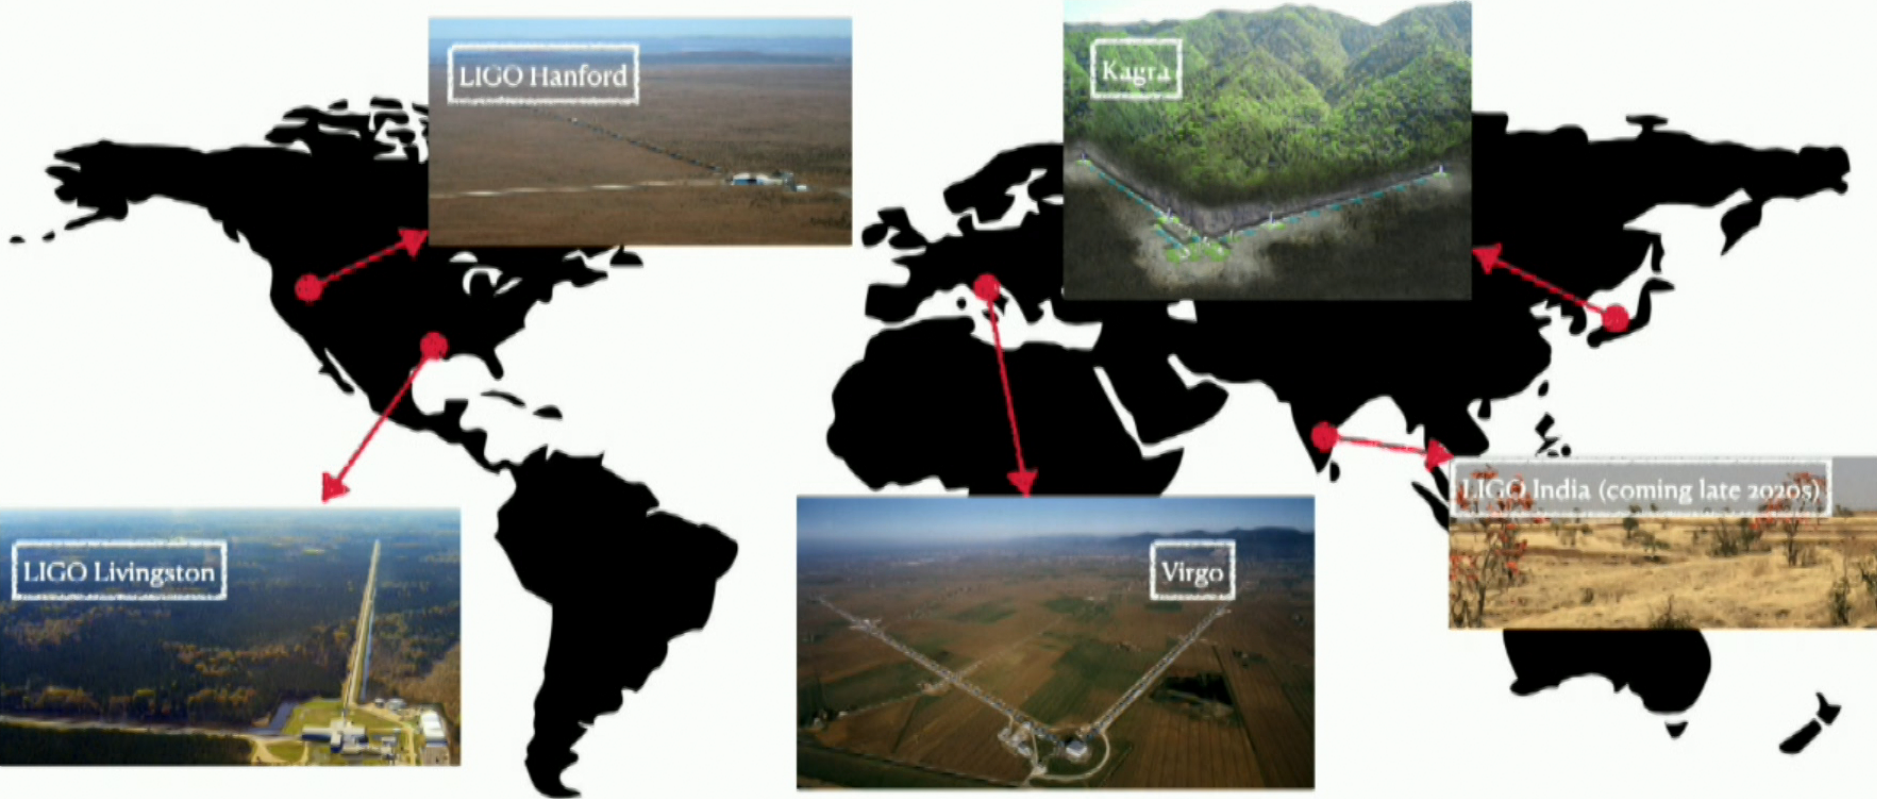 LIGO Hanford
Kagra
LIGO India (coming late 2020s)
LIGO Livingston
Virgo